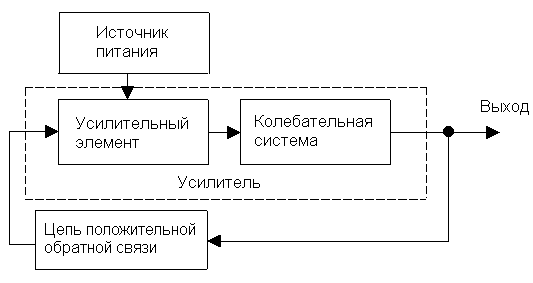 Источник
питания
Усилительный
элемент
Колебательная
система
Выход
Усилитель
Цепь положительной
обратной связи